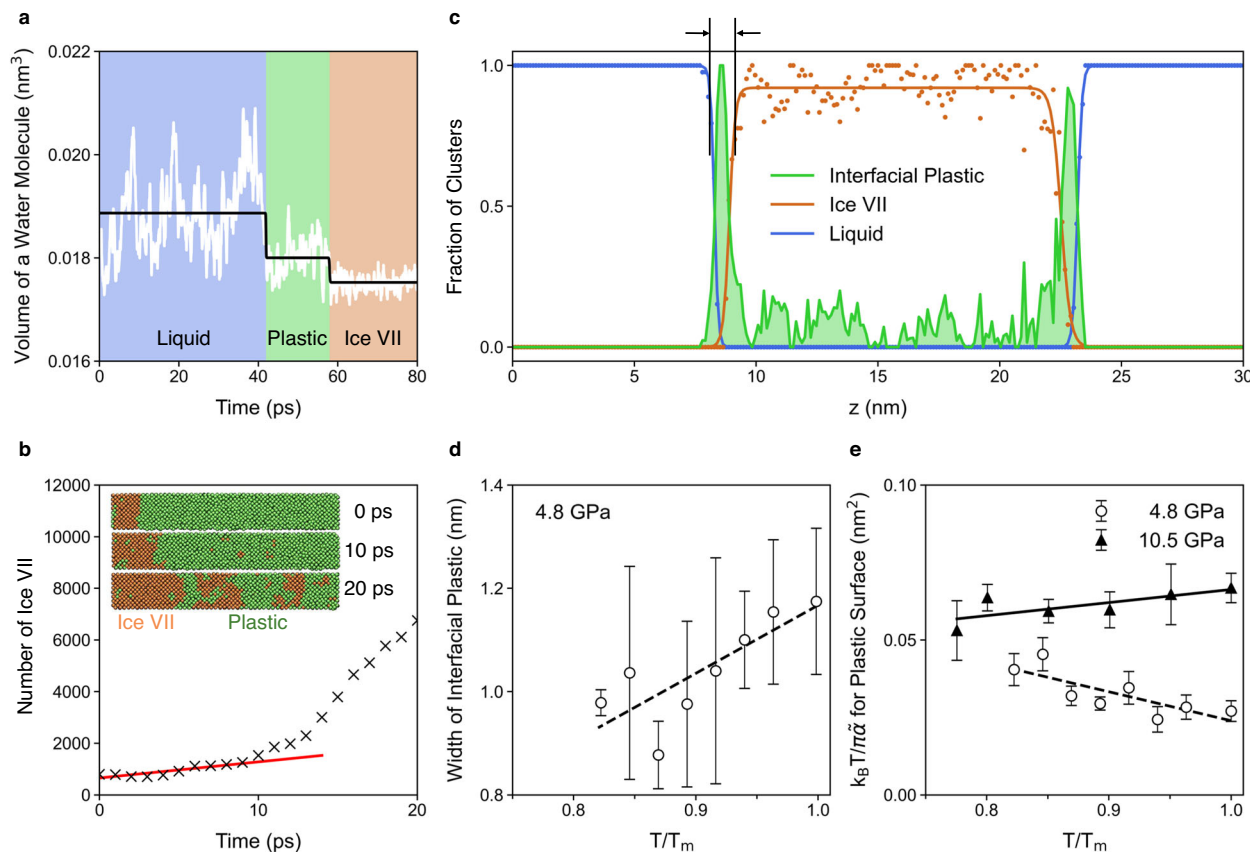 a
Volume of a Water Molecule (nm³)
0.022
0.020
0.018
0.016
Liquid
Plastic
Ice VII
0
20
40
60
80
Time (ps)
c
Fraction of Clusters
1.0
0.5
0.0
Interfacial Plastic
Ice VII
Liquid
0
5
10
15
20
25
30
z (nm)
b
Number of Ice VII
12000
10000
8000
6000
4000
2000
0
0 ps
10 ps
20 ps
Ice VII
Plastic
0
10
20
Time (ps)
d
Width of Interfacial Plastic (nm)
1.4
1.2
1.0
0.8
4.8 GPa
0.8
0.9
1.0
T/Tₘ
e
k_BT/πα̃ for Plastic Surface (nm²)
0.10
0.05
0.00
4.8 GPa
10.5 GPa
0.8
0.9
1.0
T/Tₘ